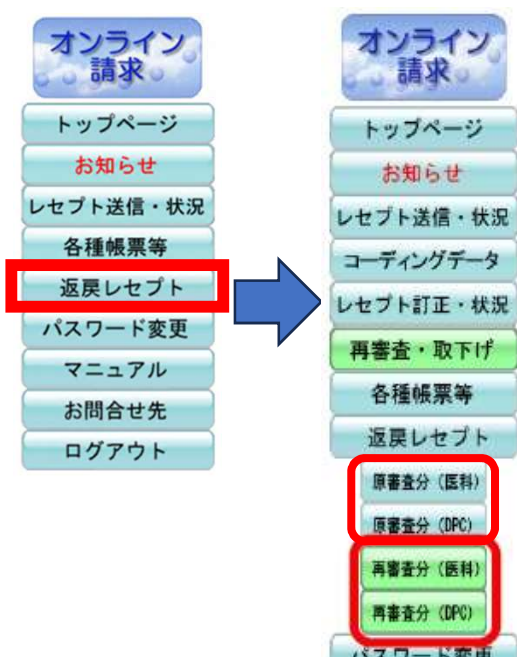 オンライン
請求
トップページ
お知らせ
レセプト送信・状況
各種帳票等
返戻レセプト
パスワード変更
マニュアル
お問合せ先
ログアウト
オンライン
請求
トップページ
お知らせ
レセプト送信・状況
コーディングデータ
レセプト訂正・状況
再審査・取下げ
各種帳票等
返戻レセプト
原審査分（医科）
原審査分（DPC）
再審査分（医科）
再審査分（DPC）
パスワード変更